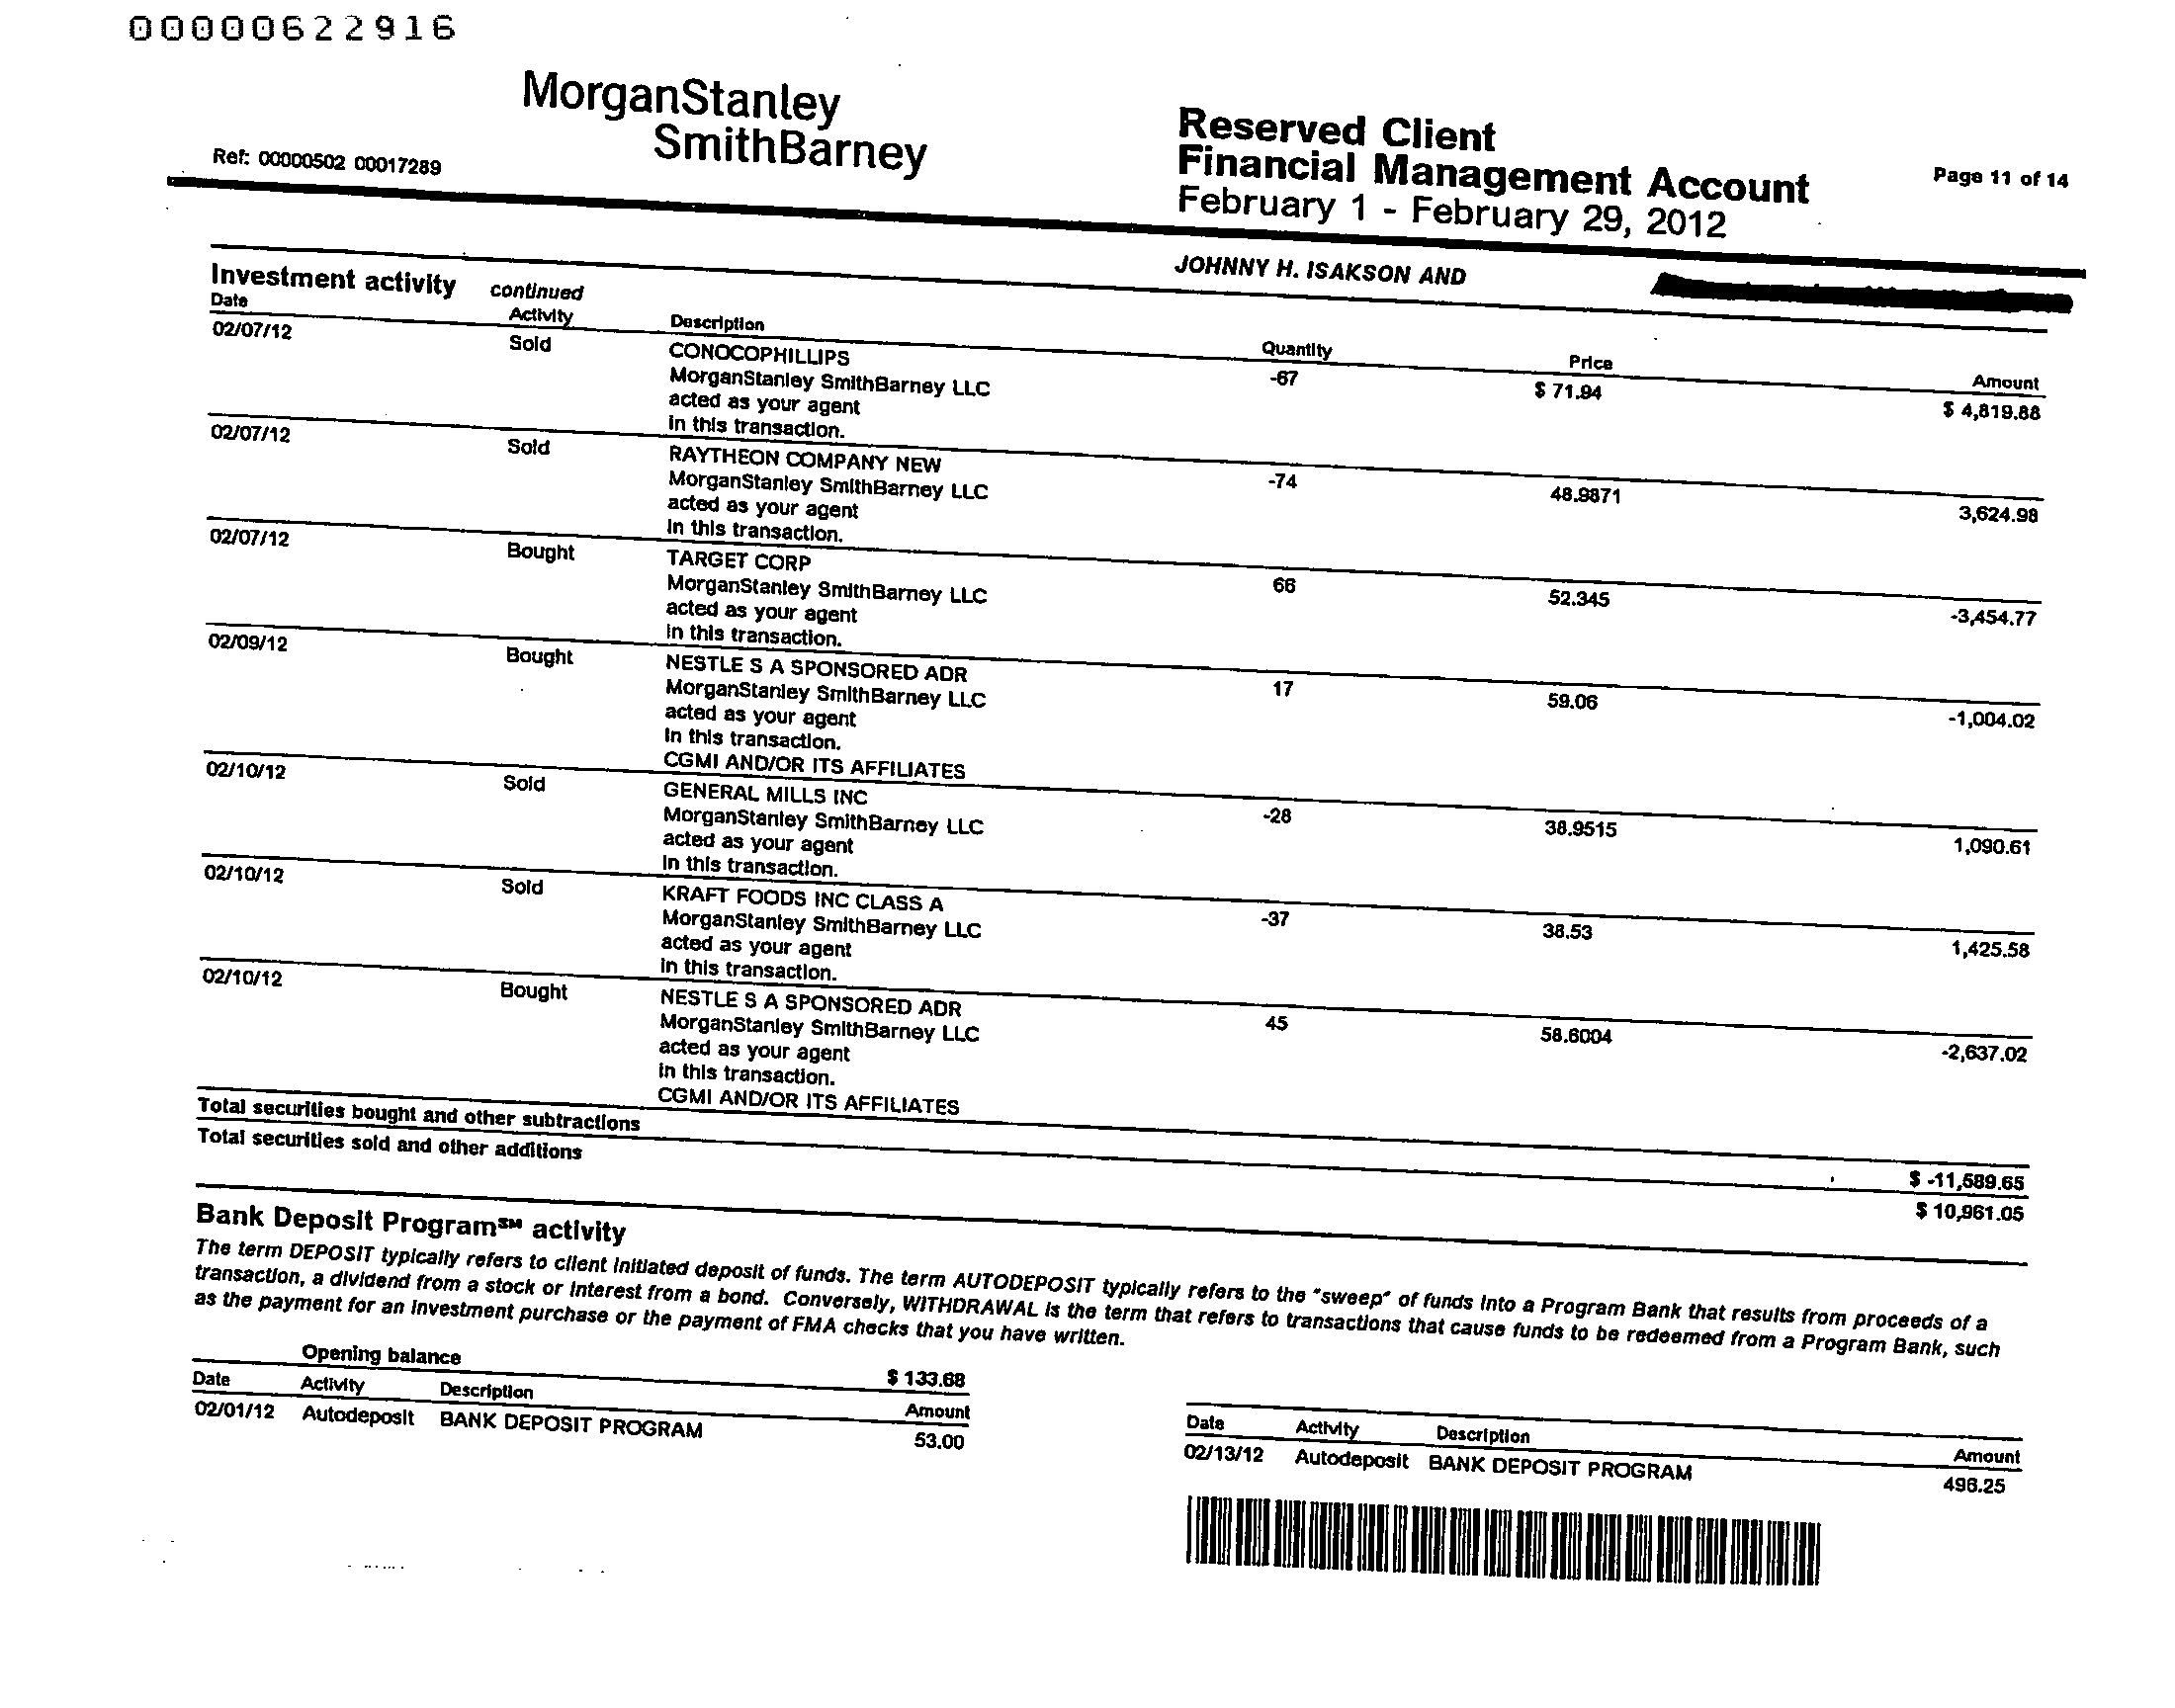 00000622916
MorganStanley
SmithBarney
Ref: 00000502 00017289
Reserved Client
Financial Management Account
February 1 - February 29, 2012
Page 11 of 14
JOHNNY H. ISAKSON AND
Investment activity continued
Date Activity Description Quantity Price Amount
02/07/12 Sold CONOCOPHILLIPS -67 $ 71.94 $ 4,819.88
MorganStanley SmithBarney LLC
acted as your agent
in this transaction.
02/07/12 Sold RAYTHEON COMPANY NEW -74 48.9871 3,624.98
MorganStanley SmithBarney LLC
acted as your agent
in this transaction.
02/07/12 Bought TARGET CORP 66 52.345 -3,454.77
MorganStanley SmithBarney LLC
acted as your agent
in this transaction.
02/09/12 Bought NESTLE S A SPONSORED ADR 17 59.06 -1,004.02
MorganStanley SmithBarney LLC
acted as your agent
in this transaction.
CGMI AND/OR ITS AFFILIATES
02/10/12 Sold GENERAL MILLS INC -28 38.9515 1,090.61
MorganStanley SmithBarney LLC
acted as your agent
in this transaction.
02/10/12 Sold KRAFT FOODS INC CLASS A -37 38.53 1,425.58
MorganStanley SmithBarney LLC
acted as your agent
in this transaction.
02/10/12 Bought NESTLE S A SPONSORED ADR 45 58.6004 -2,637.02
MorganStanley SmithBarney LLC
acted as your agent
in this transaction.
CGMI AND/OR ITS AFFILIATES
Total securities bought and other subtractions $ -11,589.65
Total securities sold and other additions $ 10,961.05
Bank Deposit Program℠ activity
The term DEPOSIT typically refers to client initiated deposit of funds. The term AUTODEPOSIT typically refers to the "sweep" of funds into a Program Bank that results from proceeds of a
transaction, a dividend from a stock or interest from a bond. Conversely, WITHDRAWAL is the term that refers to transactions that cause funds to be redeemed from a Program Bank, such
as the payment for an investment purchase or the payment of FMA checks that you have written.
Opening balance $ 133.68
Date Activity Description Amount
02/01/12 Autodeposit BANK DEPOSIT PROGRAM 53.00
Date Activity Description Amount
02/13/12 Autodeposit BANK DEPOSIT PROGRAM 496.25